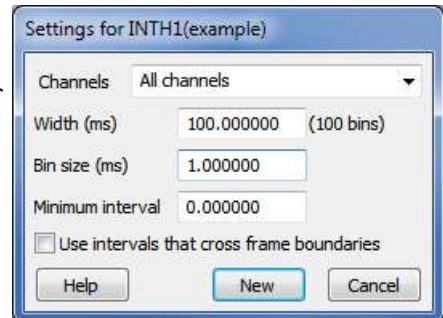 Settings for INTH1(example)
Channels All channels
Width (ms) 100.000000 (100 bins)
Bin size (ms) 1.000000
Minimum interval 0.000000
Use intervals that cross frame boundaries
Help New Cancel